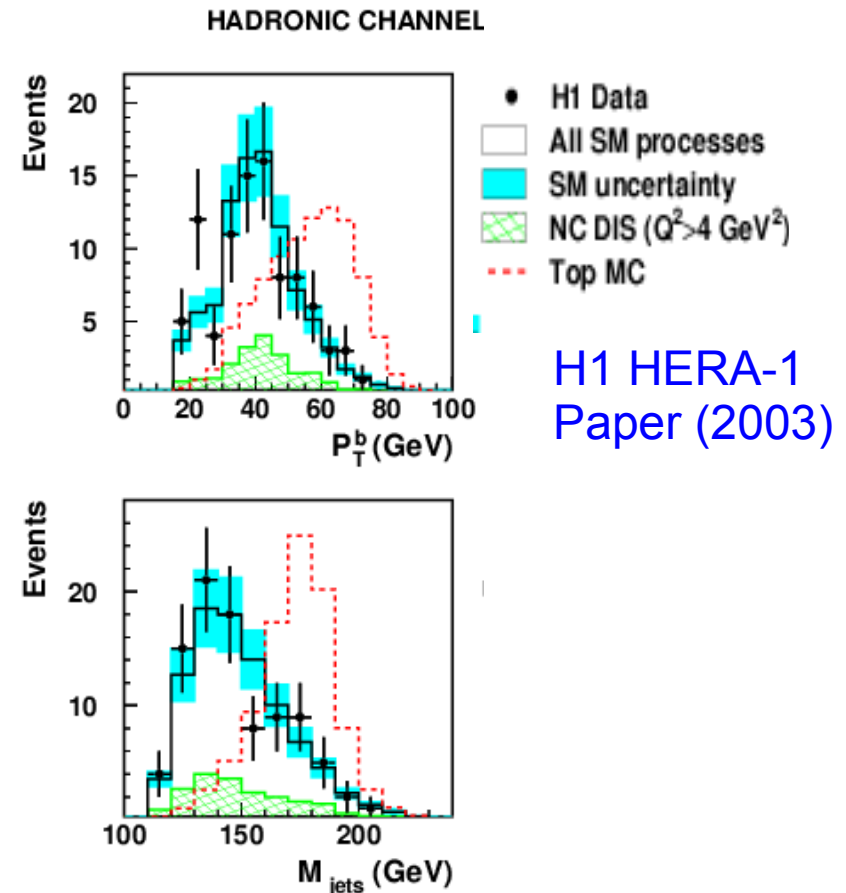 HADRONIC CHANNEL
Events
20
15
10
5
0 20 40 60 80 100
P_T^b (GeV)
H1 Data
All SM processes
SM uncertainty
NC DIS (Q²>4 GeV²)
Top MC
H1 HERA-1
Paper (2003)
Events
20
10
100 150 200
M jets (GeV)